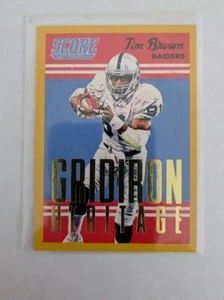 SCORE
Tim Brown
RAIDERS
81
GRIDIRON
HERITAGE